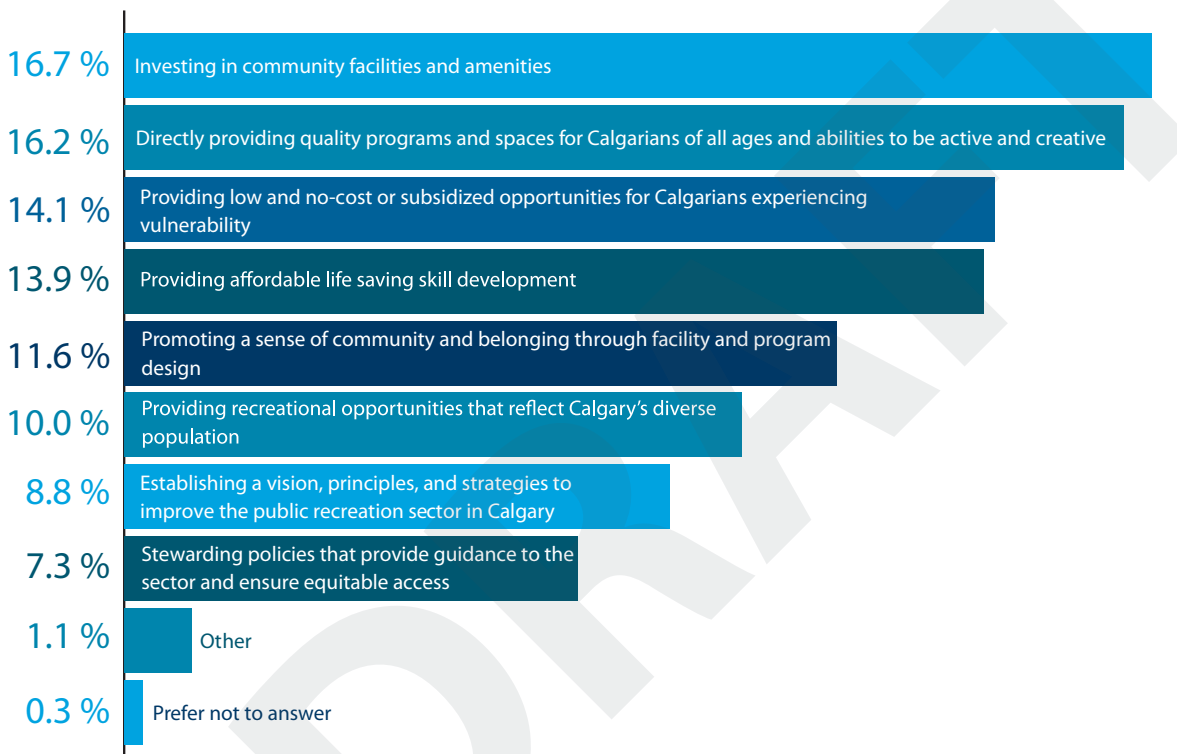 16.7 %
Investing in community facilities and amenities
16.2 %
Directly providing quality programs and spaces for Calgarians of all ages and abilities to be active and creative
14.1 %
Providing low and no-cost or subsidized opportunities for Calgarians experiencing
vulnerability
13.9 %
Providing affordable life saving skill development
11.6 %
Promoting a sense of community and belonging through facility and program
design
10.0 %
Providing recreational opportunities that reflect Calgary’s diverse
population
8.8 %
Establishing a vision, principles, and strategies to
improve the public recreation sector in Calgary
7.3 %
Stewarding policies that provide guidance to the
sector and ensure equitable access
1.1 %
Other
0.3 %
Prefer not to answer
DRAFT